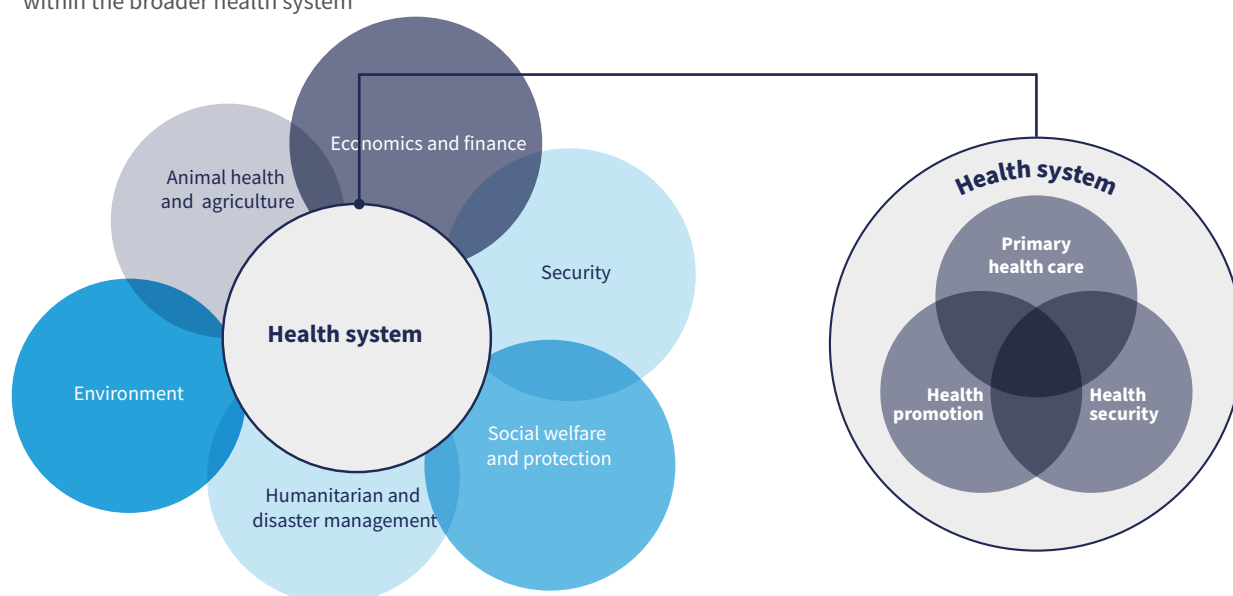 within the broader health system
Economics and finance
Animal health
and agriculture
Security
Health system
Environment
Social welfare
and protection
Humanitarian and
disaster management
Health system
Primary
health care
Health
promotion
Health
security